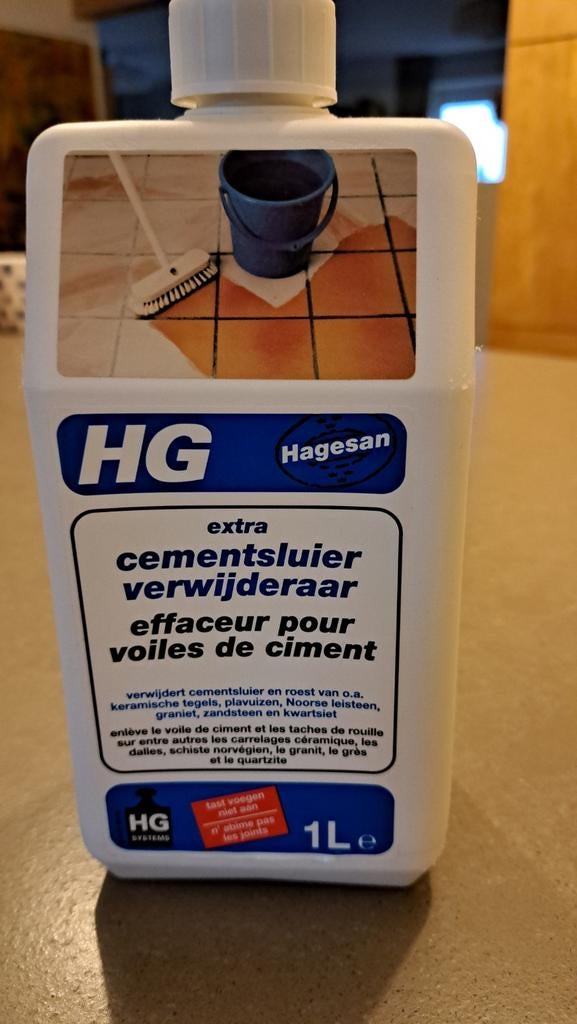 HG
Hagesan
extra
cementsluier
verwijderaar
effaceur pour
voiles de ciment
verwijdert cementsluier en roest van o.a.
keramische tegels, plavuizen, Noorse leisteen,
graniet, zandsteen en kwartsiet
enlève le voile de ciment et les taches de rouille
sur entre autres les carrelages céramique, les
dalles, schiste norvégien, le granit, le grès
et le quartzite
HG
SYSTEMS
tast voegen
niet aan
n'abime pas
les joints
1L e